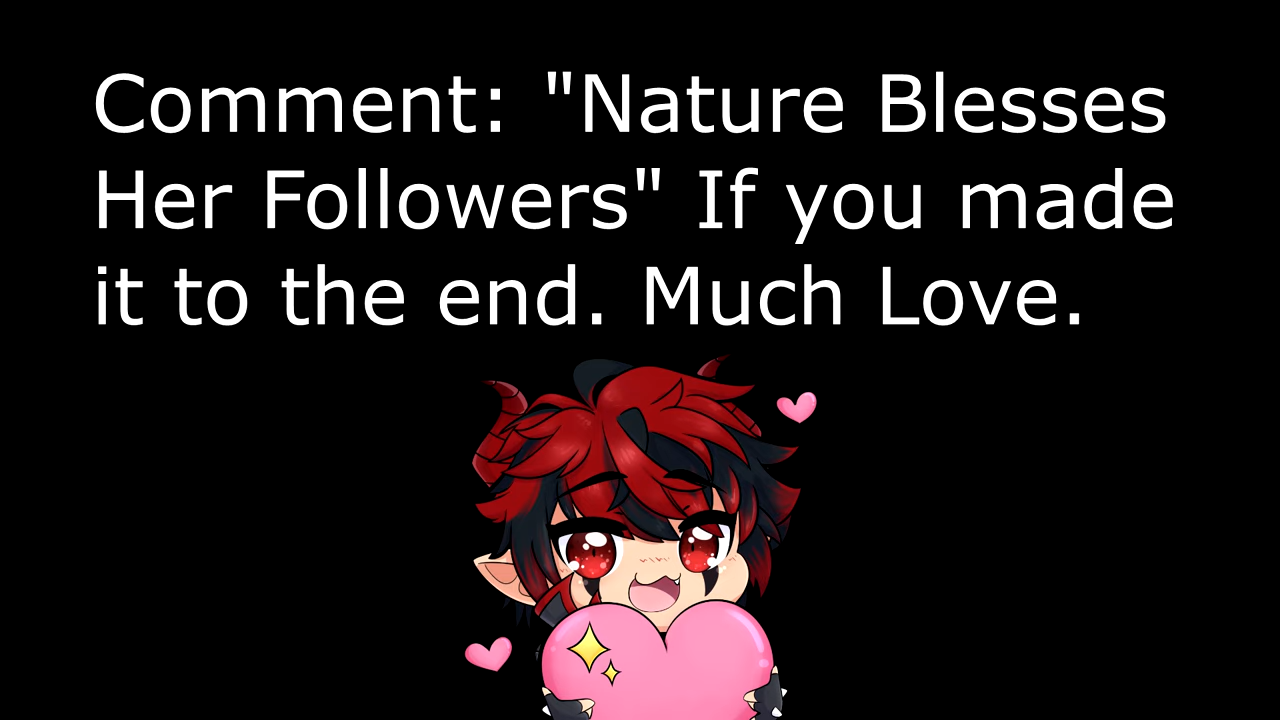 Comment: "Nature Blesses
Her Followers" If you made
it to the end. Much Love.